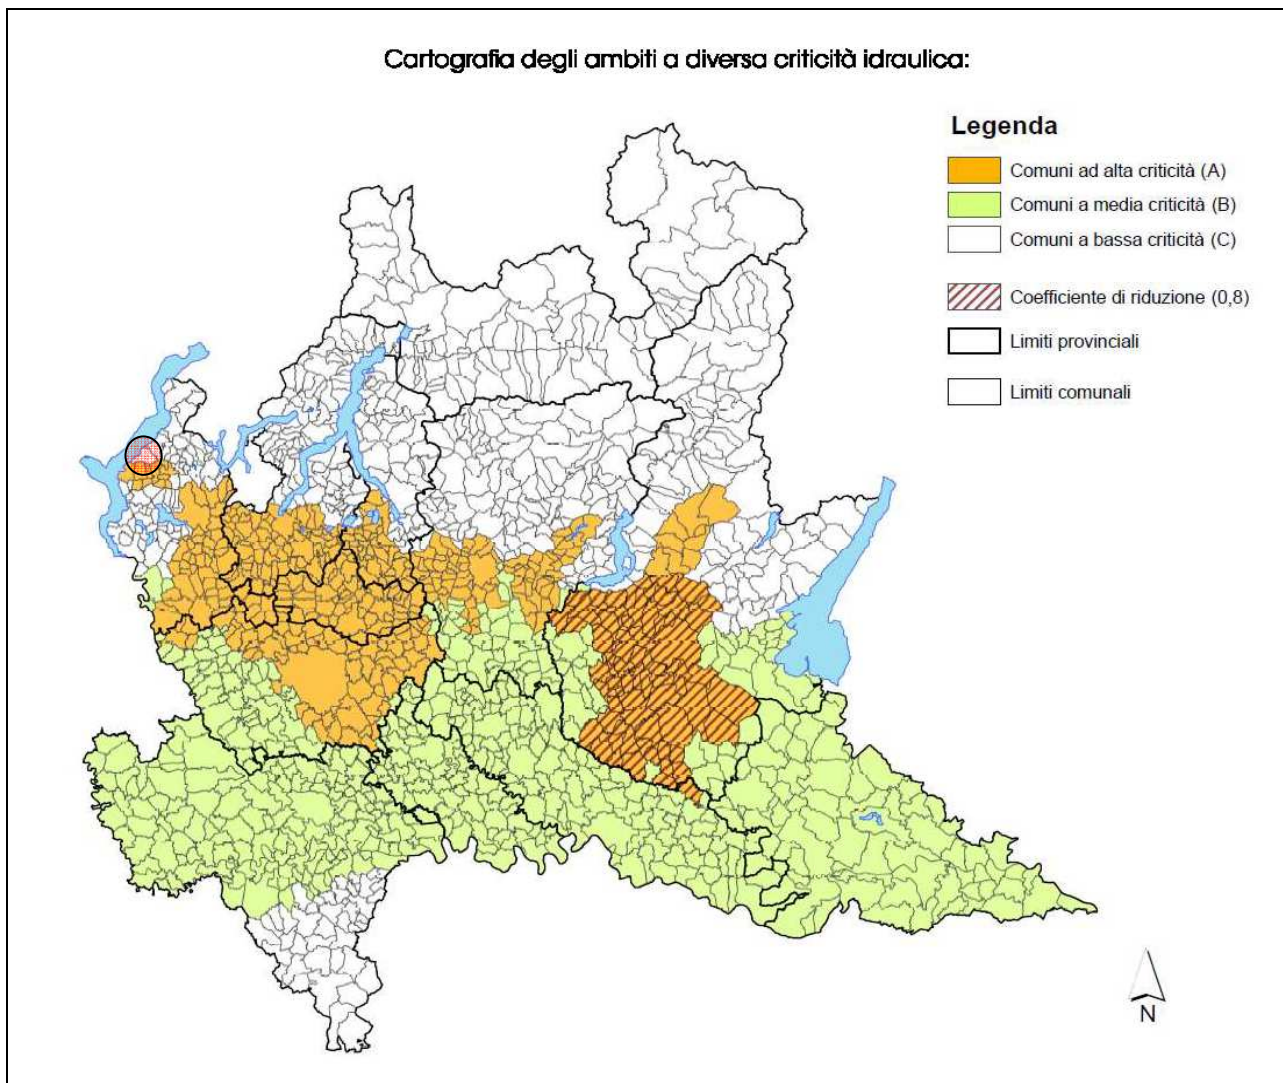 Cartografia degli ambiti a diversa criticità idraulica:
Legenda
Comuni ad alta criticità (A)
Comuni a media criticità (B)
Comuni a bassa criticità (C)
Coefficiente di riduzione (0,8)
Limiti provinciali
Limiti comunali
N